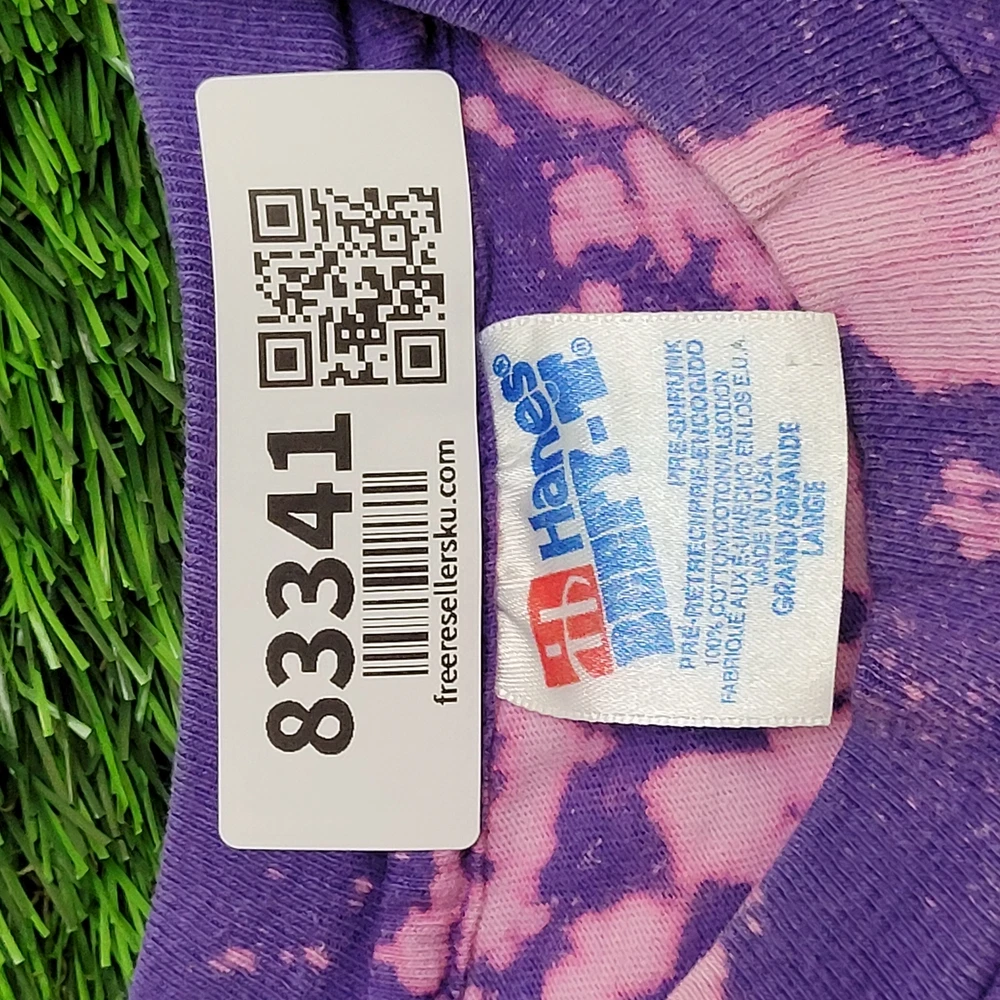 83341
freeresellersku.com
Hanes®
BEEFY-T®
PRE-SHRUNK
PRE-RETRECI/PRE-ENCOGIDO
100% COTTON/COTON/ALGODON
FABRIQUE AUX E-U/HECHO EN LOS E.U.A
MADE IN U.S.A.
GRAND/GRANDE
LARGE